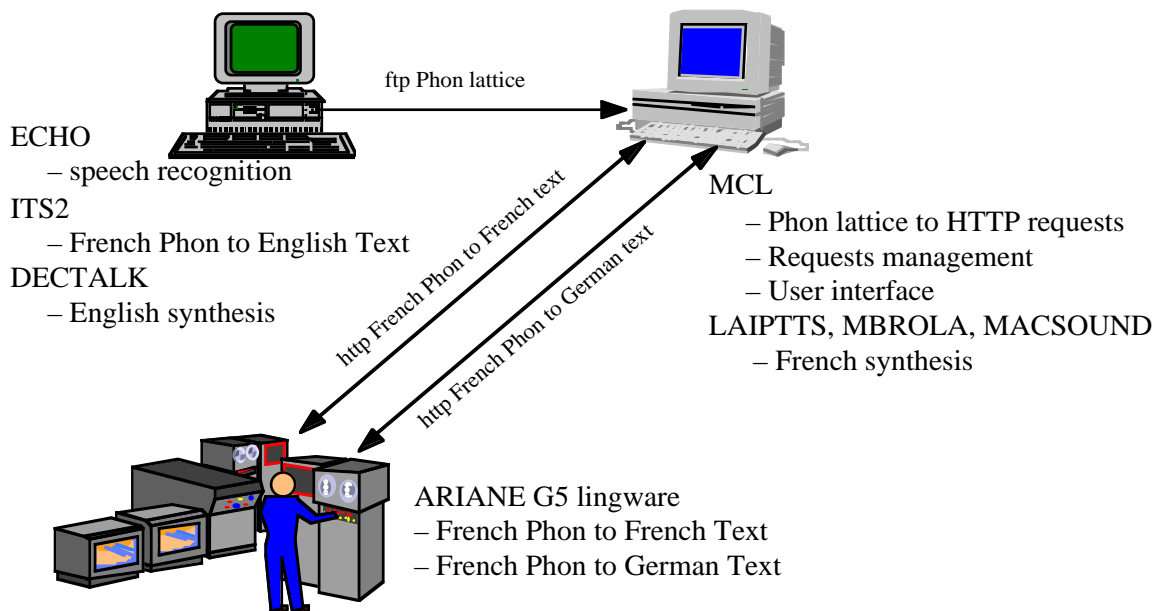 ftp Phon lattice
ECHO
– speech recognition
ITS2
– French Phon to English Text
DECTALK
– English synthesis
http French Phon to French text
http French Phon to German text
MCL
– Phon lattice to HTTP requests
– Requests management
– User interface
LAIPTTS, MBROLA, MACSOUND
– French synthesis
ARIANE G5 lingware
– French Phon to French Text
– French Phon to German Text